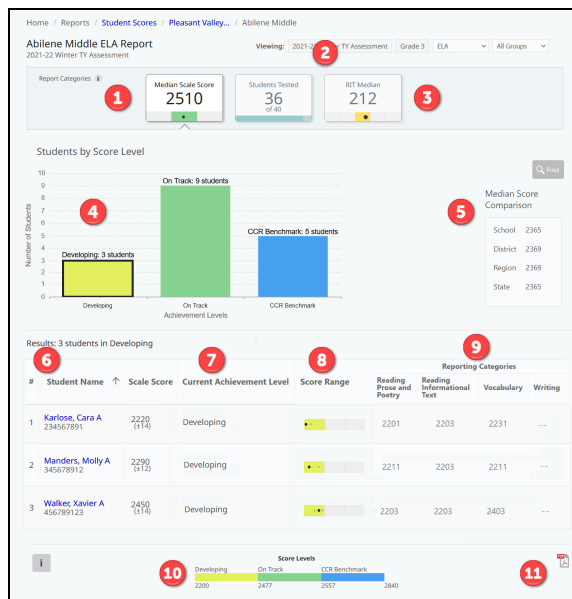 Home / Reports / Student Scores / Pleasant Valley... / Abilene Middle
Abilene Middle ELA Report
2021-22 Winter TY Assessment
Viewing: 2021-22 Winter TY Assessment Grade 3 ELA All Groups
2
Report Categories i
1
Median Scale Score
2510
Students Tested
36
of 40
RIT Median
212
3
Students by Score Level
Find
10
9
8
7
6
5
4
3
2
1
0
Number of Students
4
Developing: 3 students
On Track: 9 students
CCR Benchmark: 5 students
Developing On Track CCR Benchmark
Achievement Levels
5
Median Score
Comparison
School 2365
District 2369
Region 2369
State 2365
Results: 3 students in Developing
6 7 8 9
Reporting Categories
# Student Name ↑ Scale Score Current Achievement Level Score Range Reading Prose and Poetry Reading Informational Text Vocabulary Writing
1 Karlose, Cara A 2220 Developing 2201 2203 2231 --
234567891 (±14)
2 Manders, Molly A 2290 Developing 2211 2203 2211 --
345678912 (±12)
3 Walker, Xavier A 2450 Developing 2203 2203 2403 --
456789123 (±14)
i
Score Levels
10
Developing On Track CCR Benchmark
2200 2477 2557 2840
11